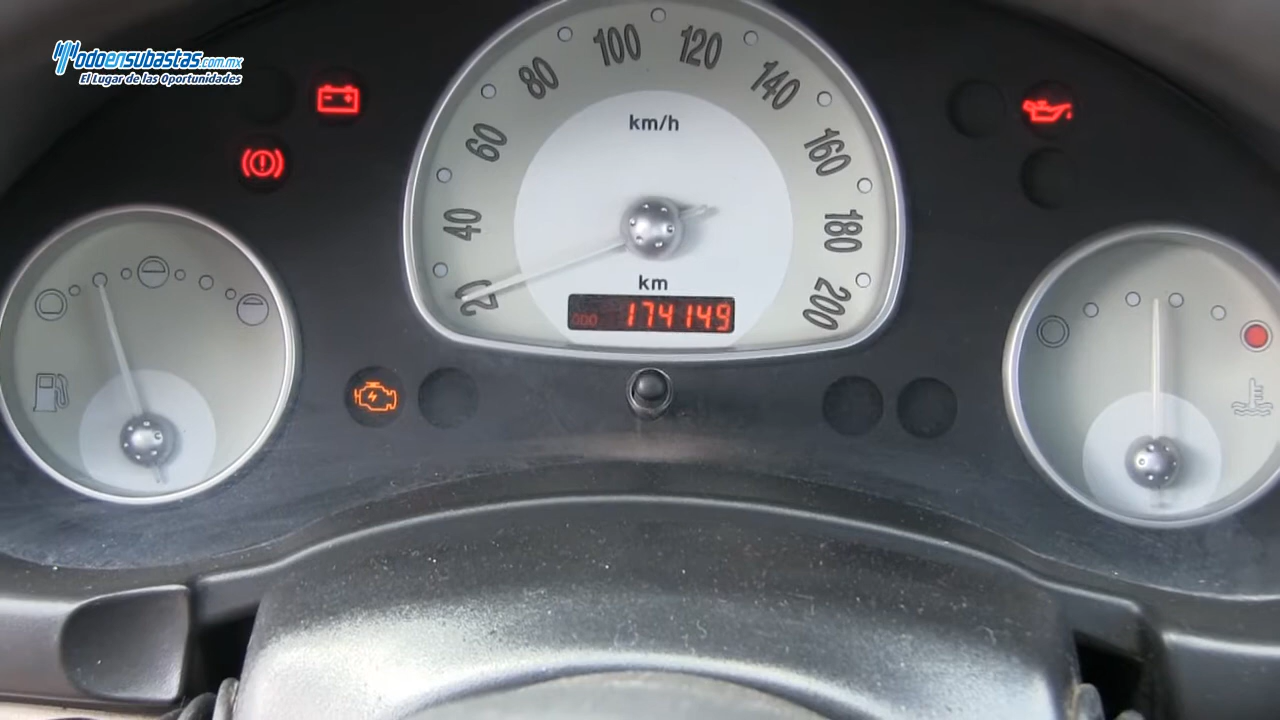 TodoenSubastas.com.mx
El Lugar de las Oportunidades
20
40
60
80
100
120
140
160
180
200
km/h
km
000 174149